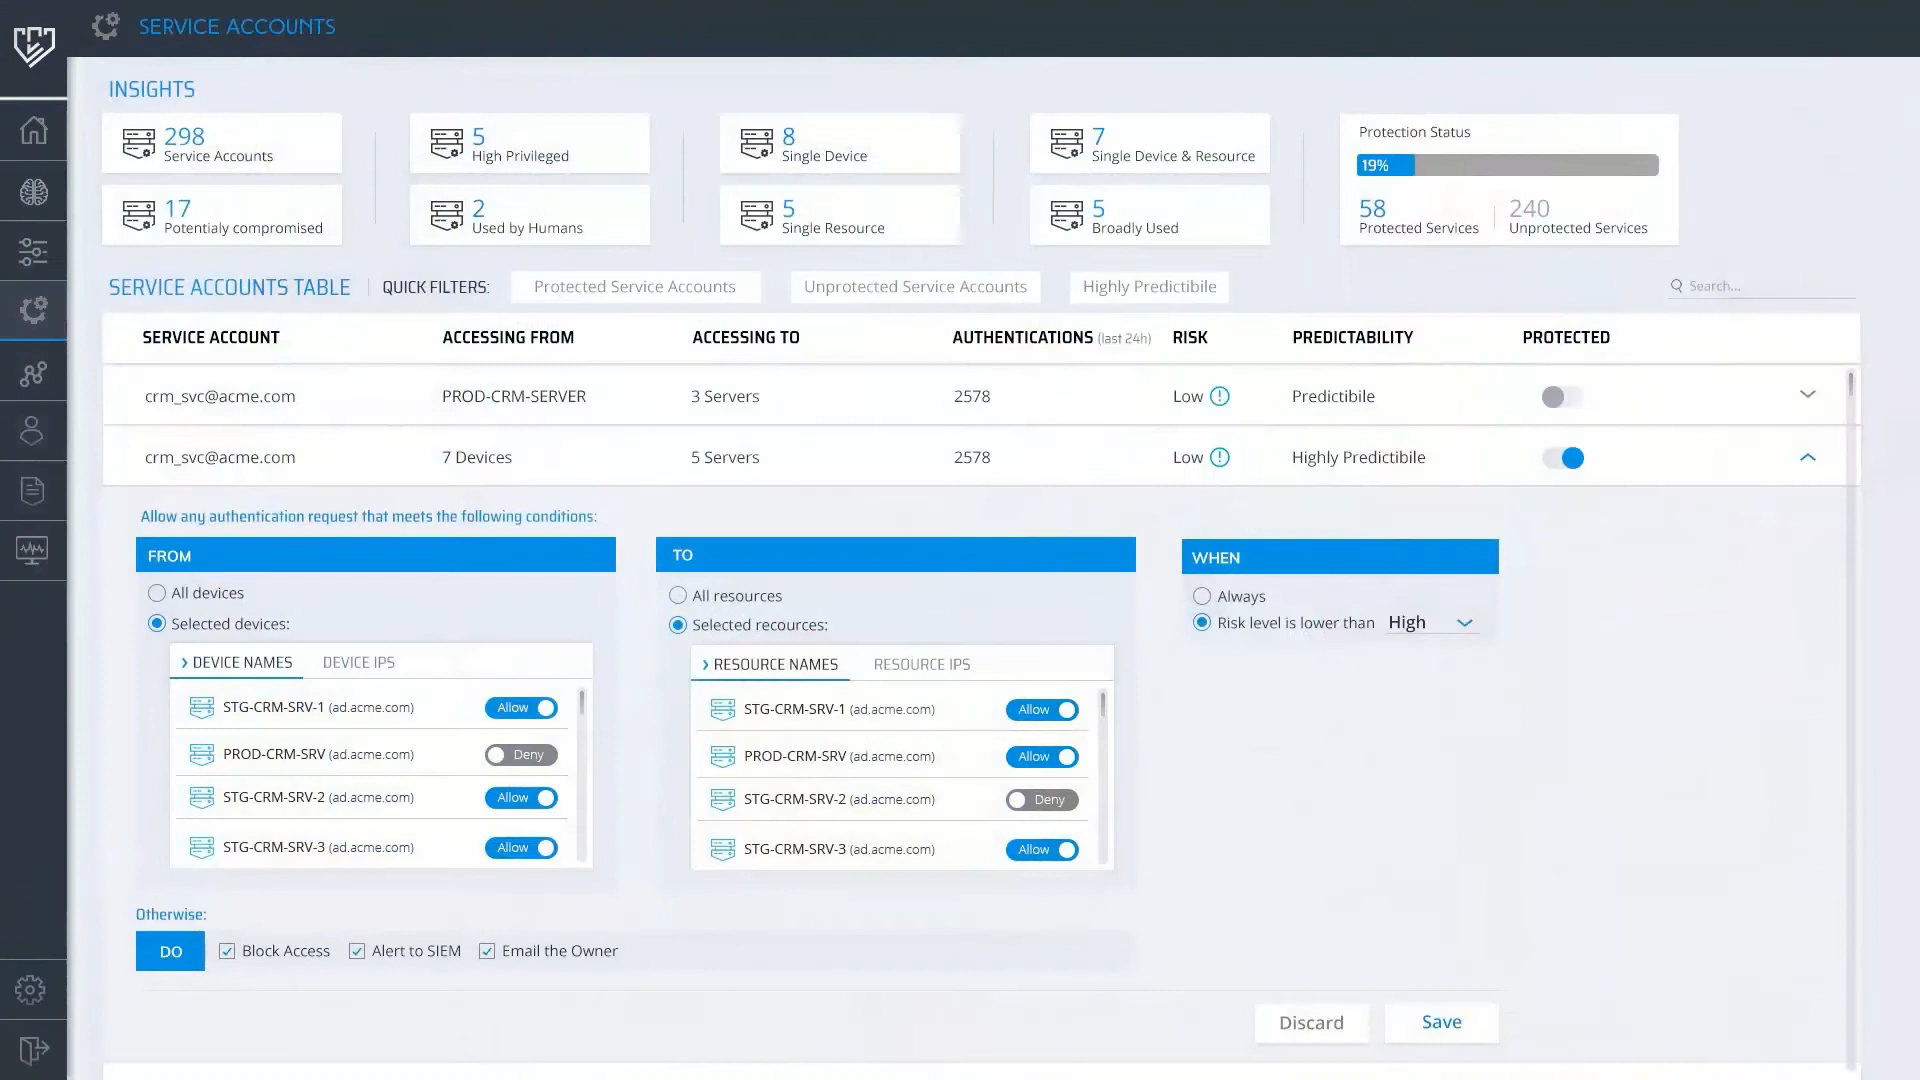 SERVICE ACCOUNTS
INSIGHTS
298
Service Accounts
5
High Privileged
8
Single Device
7
Single Device & Resource
17
Potentialy compromised
2
Used by Humans
5
Single Resource
5
Broadly Used
Protection Status
19%
58
Protected Services
240
Unprotected Services
SERVICE ACCOUNTS TABLE
QUICK FILTERS:
Protected Service Accounts
Unprotected Service Accounts
Highly Predictibile
Search...
SERVICE ACCOUNT ACCESSING FROM ACCESSING TO AUTHENTICATIONS (last 24h) RISK PREDICTABILITY PROTECTED
crm_svc@acme.com PROD-CRM-SERVER 3 Servers 2578 Low Predictibile
crm_svc@acme.com 7 Devices 5 Servers 2578 Low Highly Predictibile
Allow any authentication request that meets the following conditions:
FROM
All devices
Selected devices:
DEVICE NAMES DEVICE IPS
STG-CRM-SRV-1 (ad.acme.com) Allow
PROD-CRM-SRV (ad.acme.com) Deny
STG-CRM-SRV-2 (ad.acme.com) Allow
STG-CRM-SRV-3 (ad.acme.com) Allow
TO
All resources
Selected recources:
RESOURCE NAMES RESOURCE IPS
STG-CRM-SRV-1 (ad.acme.com) Allow
PROD-CRM-SRV (ad.acme.com) Allow
STG-CRM-SRV-2 (ad.acme.com) Deny
STG-CRM-SRV-3 (ad.acme.com) Allow
WHEN
Always
Risk level is lower than High
Otherwise:
DO Block Access Alert to SIEM Email the Owner
Discard Save